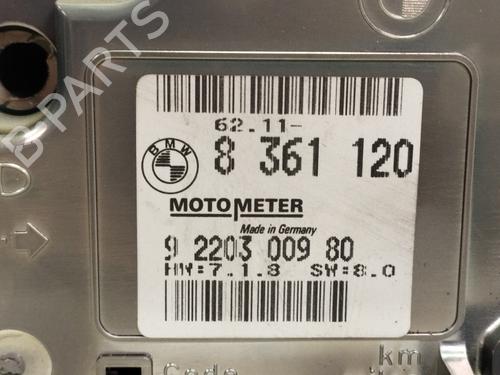 B-PARTS
62.11-
BMW
8 361 120
MOTOMETER
Made in Germany
9 2203 009 80
HW:7.1.8 SW:8.0
Code
km